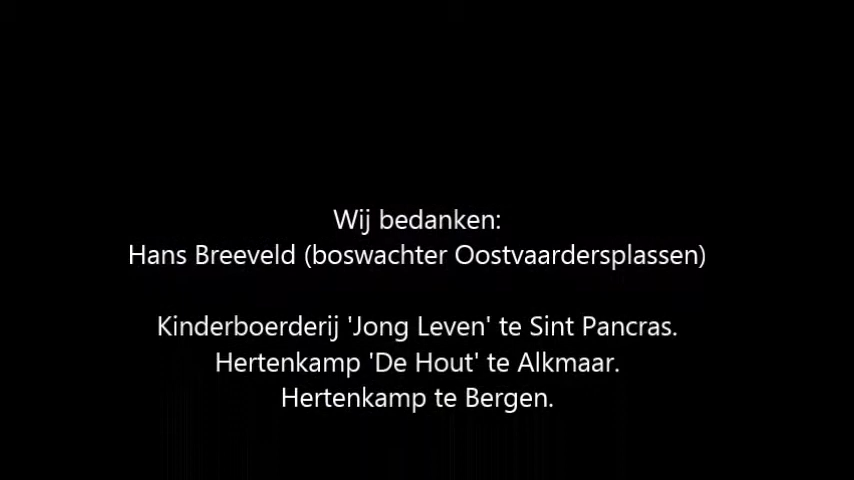 Wij bedanken:
Hans Breeveld (boswachter Oostvaardersplassen)
Kinderboerderij 'Jong Leven' te Sint Pancras.
Hertenkamp 'De Hout' te Alkmaar.
Hertenkamp te Bergen.